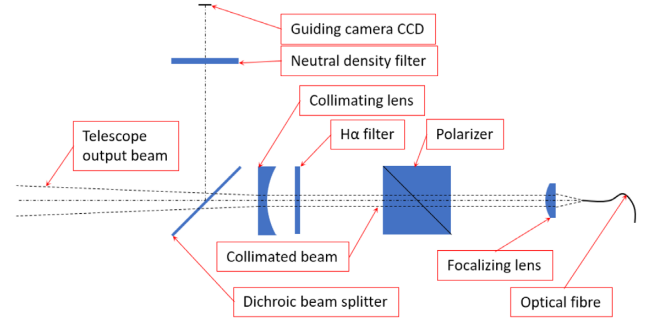 Guiding camera CCD
Neutral density filter
Collimating lens
Telescope
output beam
Hα filter
Polarizer
Collimated beam
Focalizing lens
Dichroic beam splitter
Optical fibre